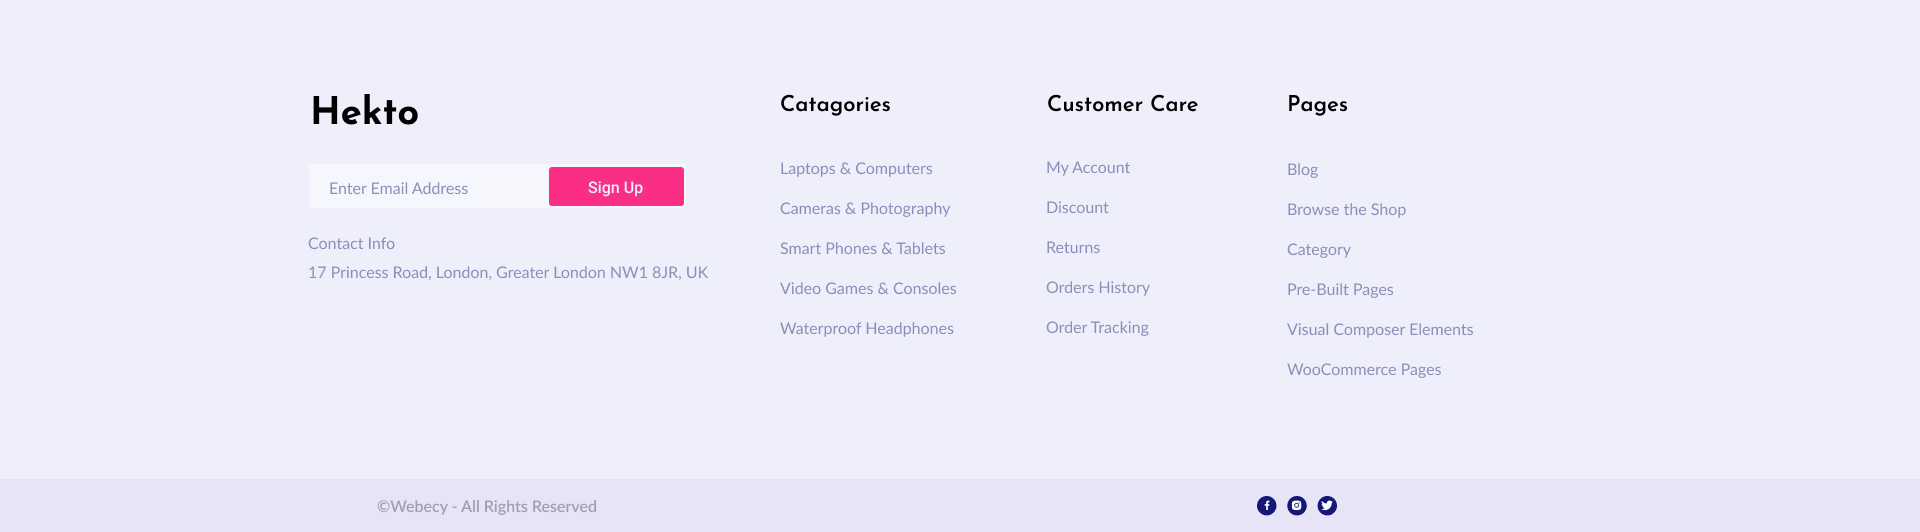 Hekto
Enter Email Address
Sign Up
Contact Info
17 Princess Road, London, Greater London NW1 8JR, UK
Catagories
Laptops & Computers
Cameras & Photography
Smart Phones & Tablets
Video Games & Consoles
Waterproof Headphones
Customer Care
My Account
Discount
Returns
Orders History
Order Tracking
Pages
Blog
Browse the Shop
Category
Pre-Built Pages
Visual Composer Elements
WooCommerce Pages
©Webecy - All Rights Reserved